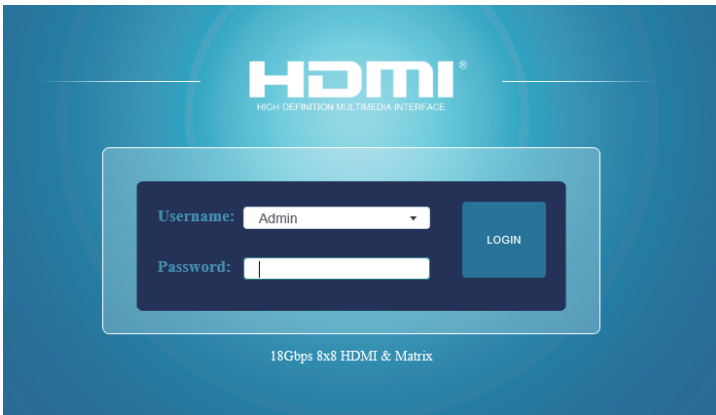 HDMI®
HIGH DEFINITION MULTIMEDIA INTERFACE
Username: Admin
LOGIN
Password:
18Gbps 8x8 HDMI & Matrix